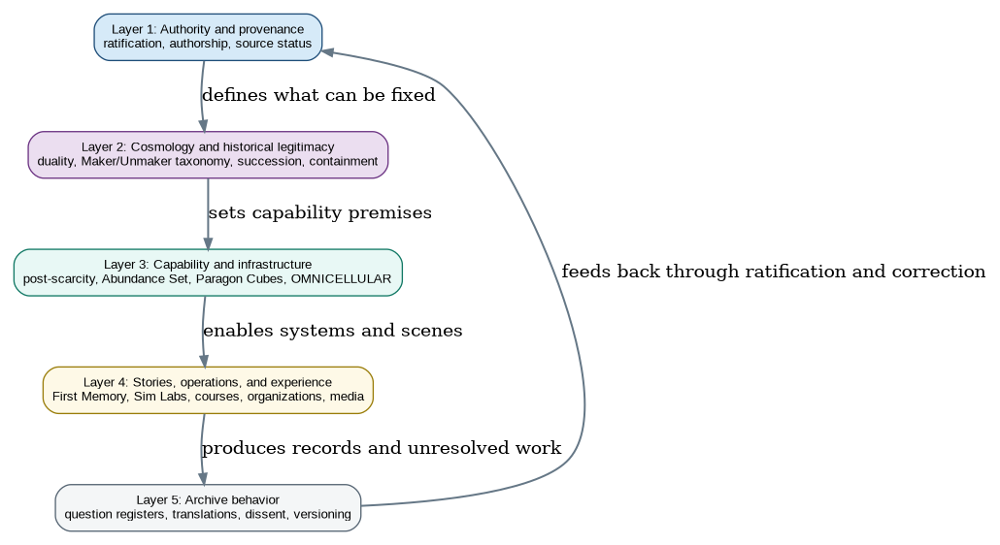 Layer 1: Authority and provenance
ratification, authorship, source status
defines what can be fixed
Layer 2: Cosmology and historical legitimacy
duality, Maker/Unmaker taxonomy, succession, containment
sets capability premises
Layer 3: Capability and infrastructure
post-scarcity, Abundance Set, Paragon Cubes, OMNICELLULAR
feeds back through ratification and correction
enables systems and scenes
Layer 4: Stories, operations, and experience
First Memory, Sim Labs, courses, organizations, media
produces records and unresolved work
Layer 5: Archive behavior
question registers, translations, dissent, versioning